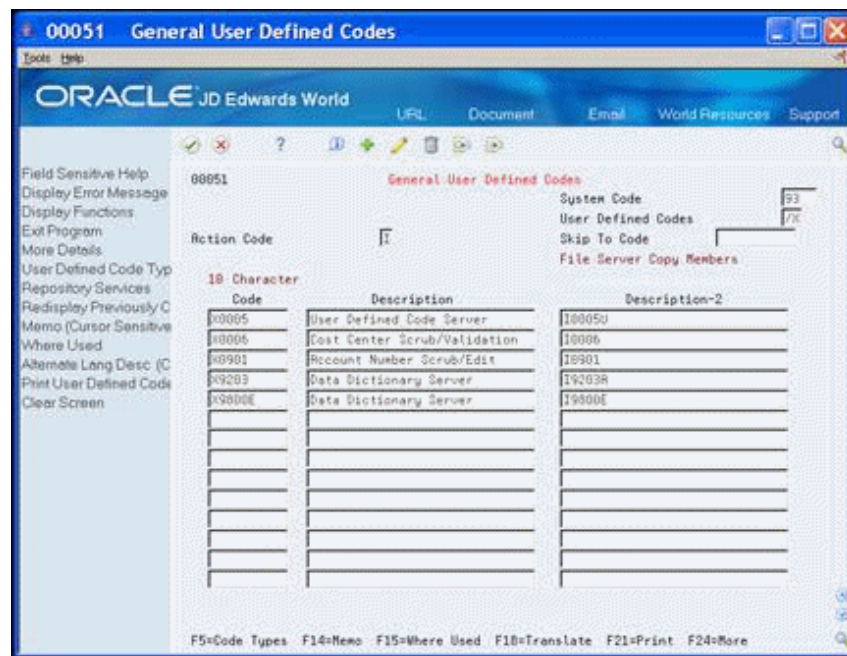 00051 General User Defined Codes
Tools Help
ORACLE JD Edwards World
URL Document Email World Resources Support
?
Field Sensitive Help
Display Error Message
Display Functions
Exit Program
More Details
User Defined Code Typ
Repository Services
Redisplay Previously C
Memo (Cursor Sensitive
Where Used
Alternate Lang Desc (C
Print User Defined Code
Clear Screen
00051 General User Defined Codes
System Code 93
User Defined Codes /X
Action Code I Skip To Code
File Server Copy Members
10 Character
Code Description Description-2
X0005 User Defined Code Server I0005U
X0006 Cost Center Scrub/Validation I0006
X0901 Account Number Scrub/Edit I0901
X9203 Data Dictionary Server I9203R
X9800E Data Dictionary Server I9800E
F5=Code Types F14=Memo F15=Where Used F18=Translate F21=Print F24=More